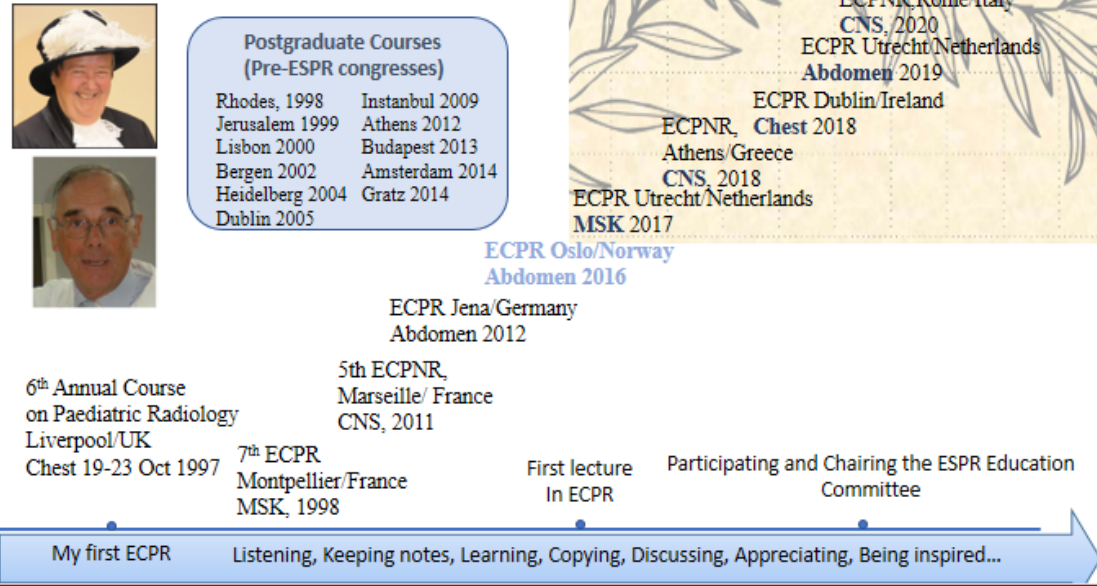 Postgraduate Courses
(Pre-ESPR congresses)
Rhodes, 1998
Jerusalem 1999
Lisbon 2000
Bergen 2002
Heidelberg 2004
Dublin 2005
Instanbul 2009
Athens 2012
Budapest 2013
Amsterdam 2014
Gratz 2014
ECPNR,Rome/Italy
CNS, 2020
ECPR Utrecht Netherlands
Abdomen 2019
ECPR Dublin/Ireland
Chest 2018
ECPNR,
Athens/Greece
CNS, 2018
ECPR Utrecht/Netherlands
MSK 2017
ECPR Oslo/Norway
Abdomen 2016
ECPR Jena/Germany
Abdomen 2012
5th ECPNR,
Marseille/ France
CNS, 2011
6th Annual Course
on Paediatric Radiology
Liverpool/UK
Chest 19-23 Oct 1997
7th ECPR
Montpellier/France
MSK, 1998
First lecture
In ECPR
Participating and Chairing the ESPR Education
Committee
My first ECPR
Listening, Keeping notes, Learning, Copying, Discussing, Appreciating, Being inspired...